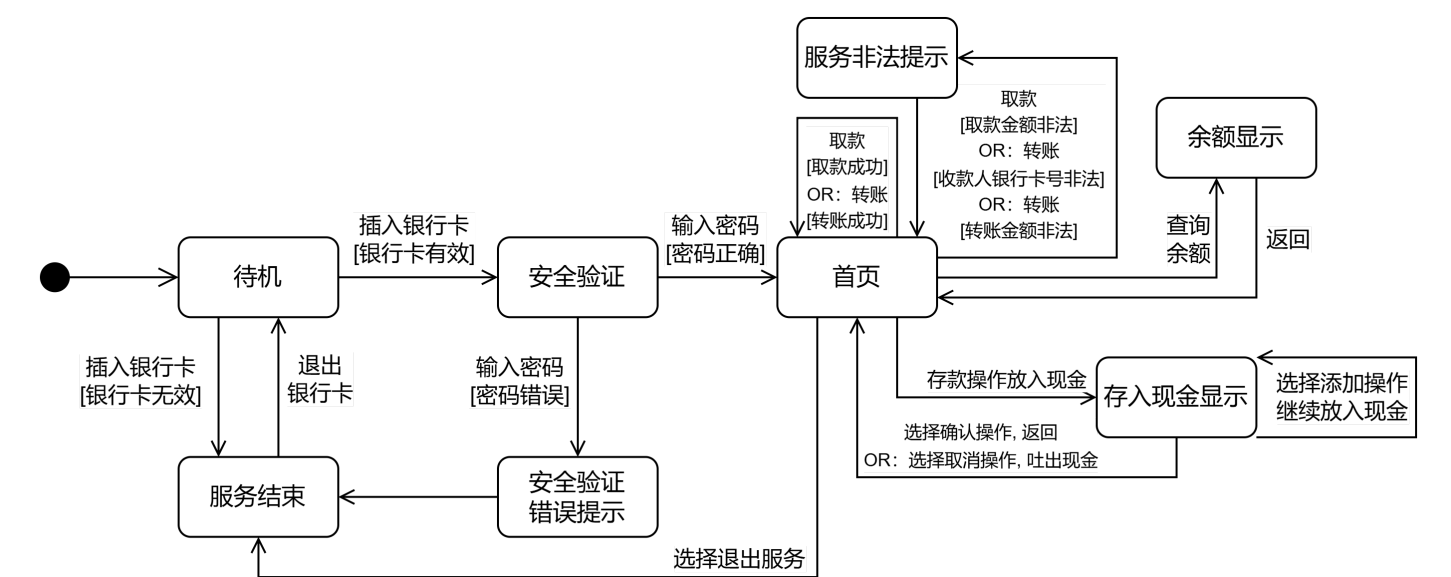 服务非法提示
取款
[取款金额非法]
OR：转账
[收款人银行卡号非法]
OR：转账
[转账金额非法]
余额显示
取款
[取款成功]
OR：转账
[转账成功]
插入银行卡
[银行卡有效]
输入密码
[密码正确]
查询
余额
返回
待机
安全验证
首页
插入银行卡
[银行卡无效]
退出
银行卡
输入密码
[密码错误]
存款操作放入现金
存入现金显示
选择添加操作
继续放入现金
选择确认操作, 返回
OR：选择取消操作, 吐出现金
服务结束
安全验证
错误提示
选择退出服务